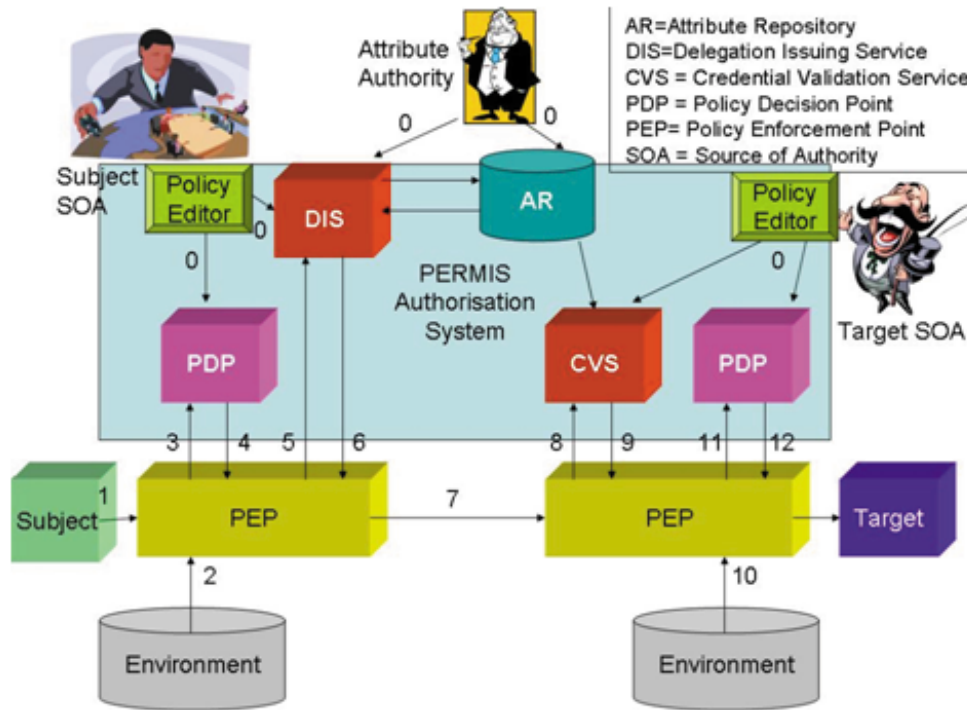 Attribute
Authority
AR=Attribute Repository
DIS=Delegation Issuing Service
CVS = Credential Validation Service
PDP = Policy Decision Point
PEP= Policy Enforcement Point
SOA = Source of Authority
0
0
Subject
SOA
Policy
Editor
0
DIS
AR
Policy
Editor
0
0
PERMIS
Authorisation
System
Target SOA
PDP
CVS
PDP
3
4
5
6
8
9
11
12
1
Subject
PEP
7
PEP
Target
2
10
Environment
Environment